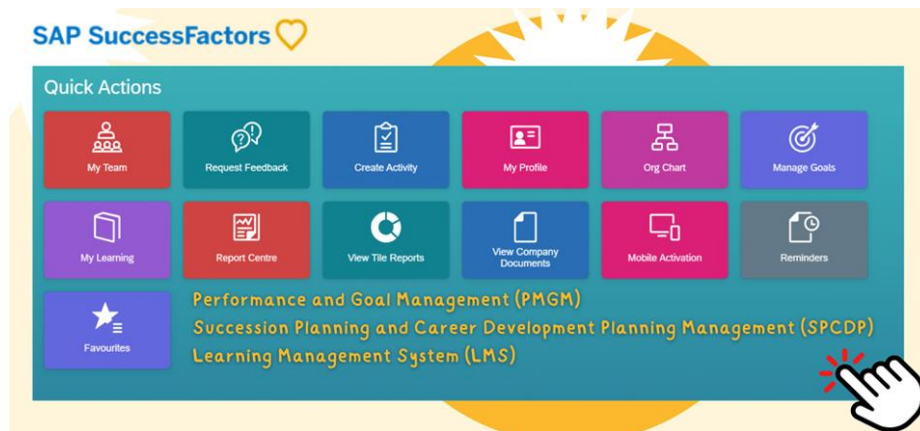 SAP SuccessFactors
Quick Actions
My Team
Request Feedback
Create Activity
My Profile
Org Chart
Manage Goals
My Learning
Report Centre
View Tile Reports
View Company
Documents
Mobile Activation
Reminders
Favourites
Performance and Goal Management (PMGM)
Succession Planning and Career Development Planning Management (SPCDP)
Learning Management System (LMS)